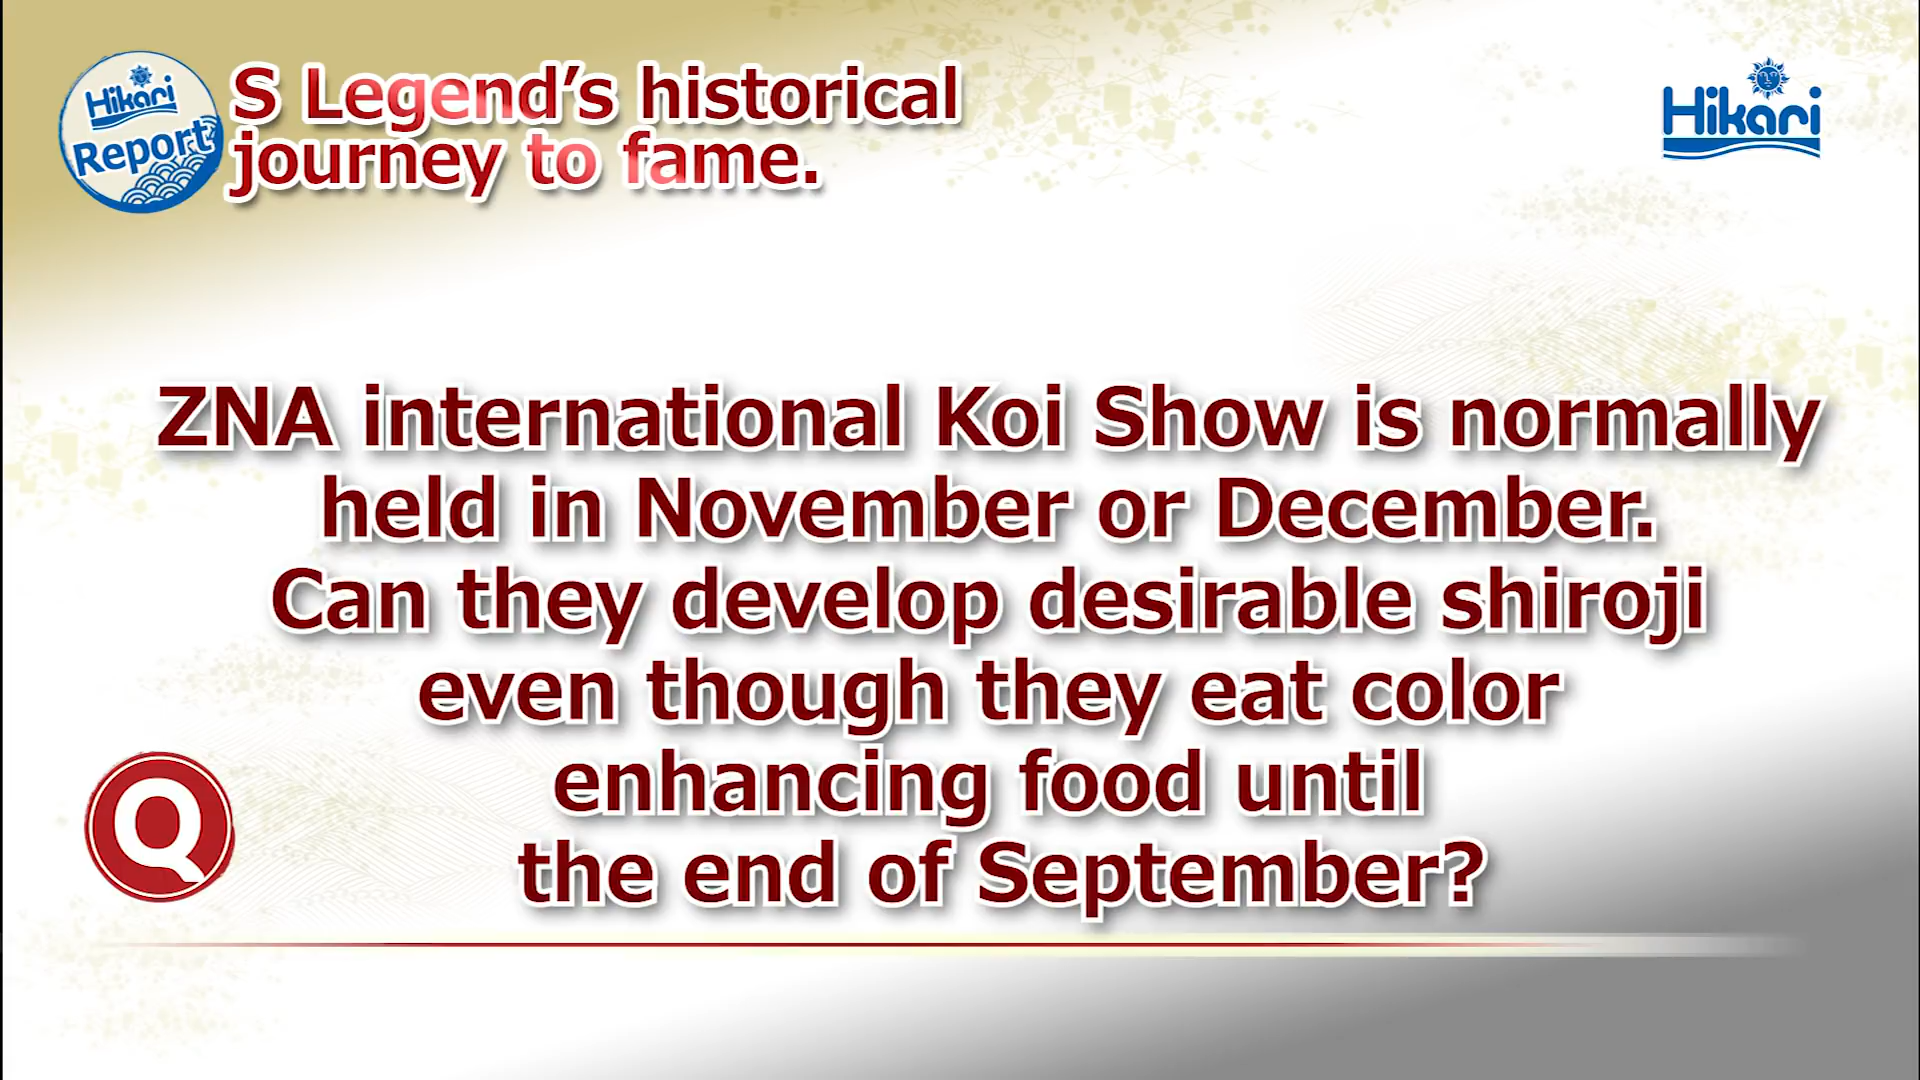 Hikari
Report
S Legend’s historical
journey to fame.
Hikari
ZNA international Koi Show is normally
held in November or December.
Can they develop desirable shiroji
even though they eat color
enhancing food until
the end of September?
Q